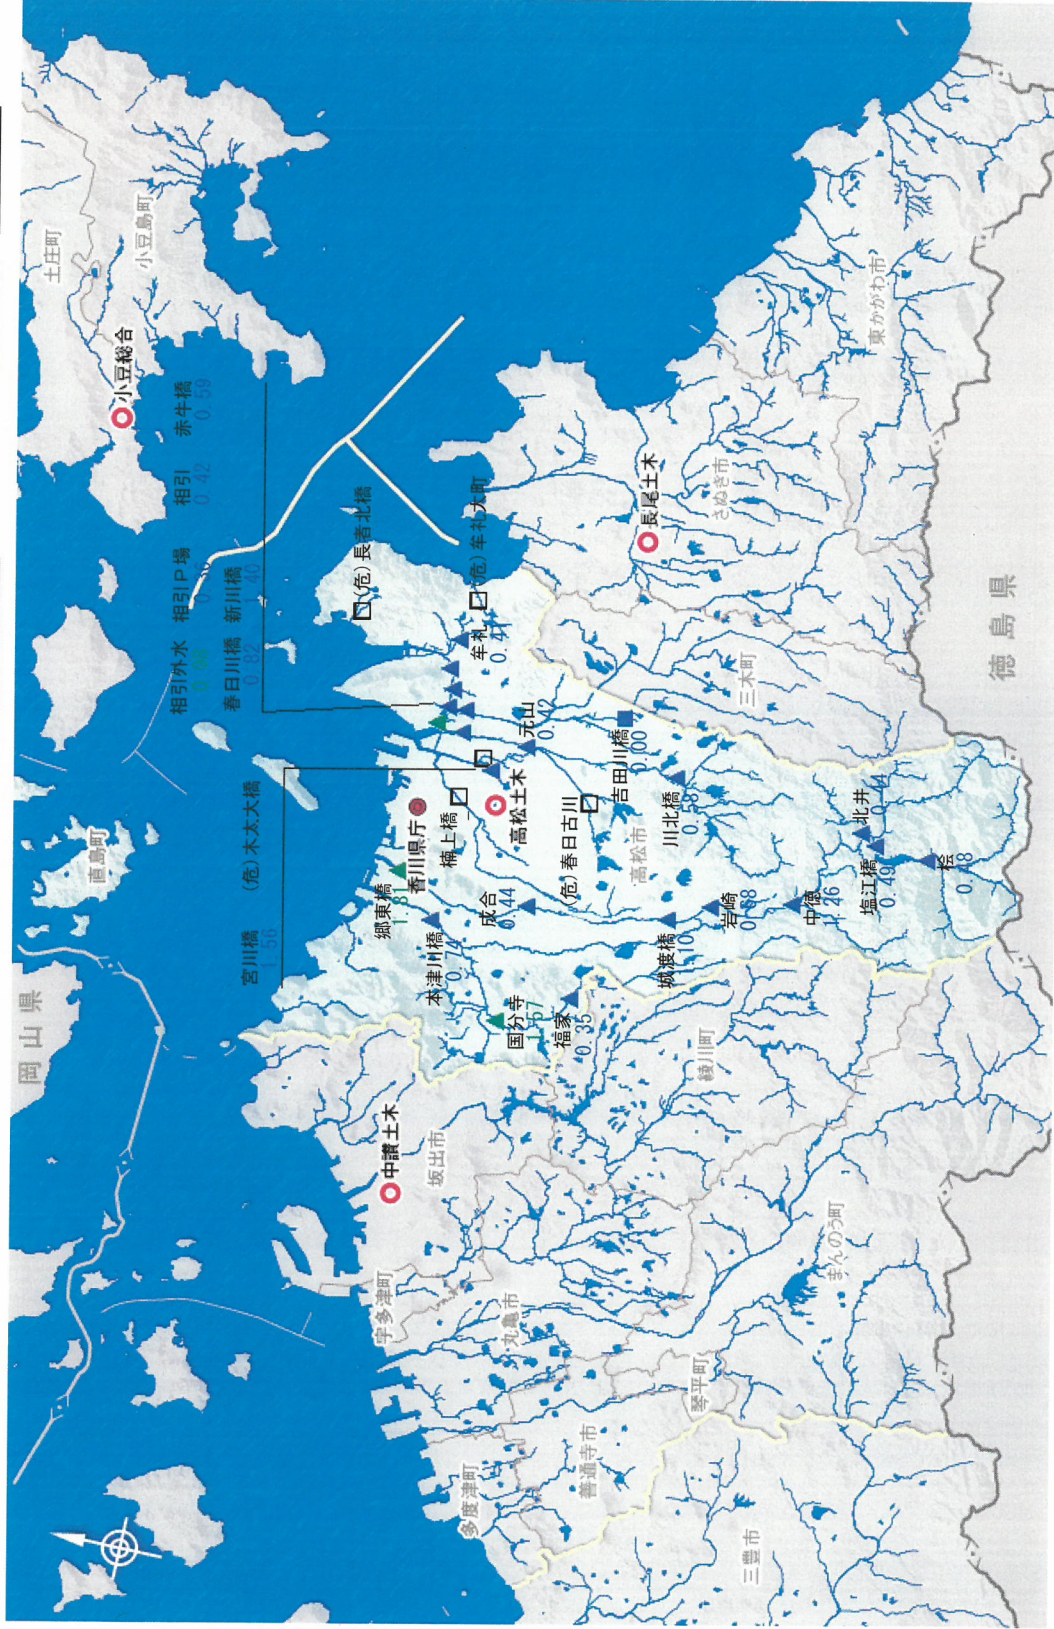 岡山県
直島町
土庄町
小豆島町
小豆総合
宮川橋
1.56
(危)木太大橋
相引外水
相引P場
相引
0.42
赤牛橋
0.59
春日川橋
0.82
新川橋
1.40
(危)長者北橋
(危)牟礼大町
牟礼
郷東橋
1.81
香川県庁
楠上橋
高松土木
元山
0.42
本津川橋
0.74
成合
0.44
(危)春日古川
吉田川橋
0.00
国分寺
1.57
福家
0.35
高松市
川北橋
0.58
城渡橋
岩崎
0.68
中徳
1.26
塩江橋
0.49
北井
桧
0.48
中讃土木
坂出市
宇多津町
丸亀市
多度津町
善通寺市
琴平町
三豊市
まんのう町
綾川町
三木町
長尾土木
さぬき市
東かがわ市
徳島県